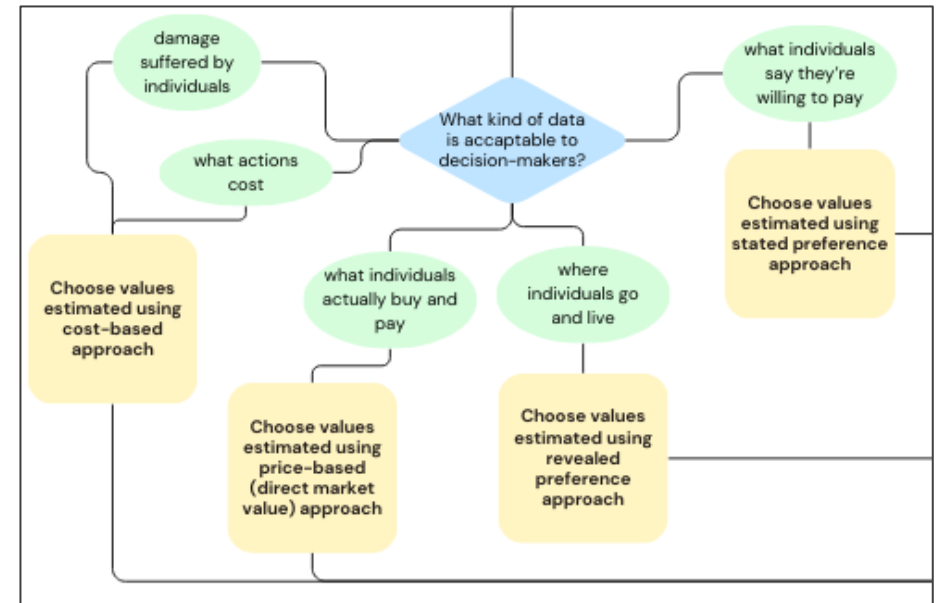 damage
suffered by
individuals
what individuals
say they're
willing to pay
What kind of data
is accaptable to
decision-makers?
what actions
cost
Choose values
estimated using
stated preference
approach
Choose values
estimated using
cost-based
approach
what individuals
actually buy and
pay
where
individuals go
and live
Choose values
estimated using
price-based
(direct market
value) approach
Choose values
estimated using
revealed
preference
approach